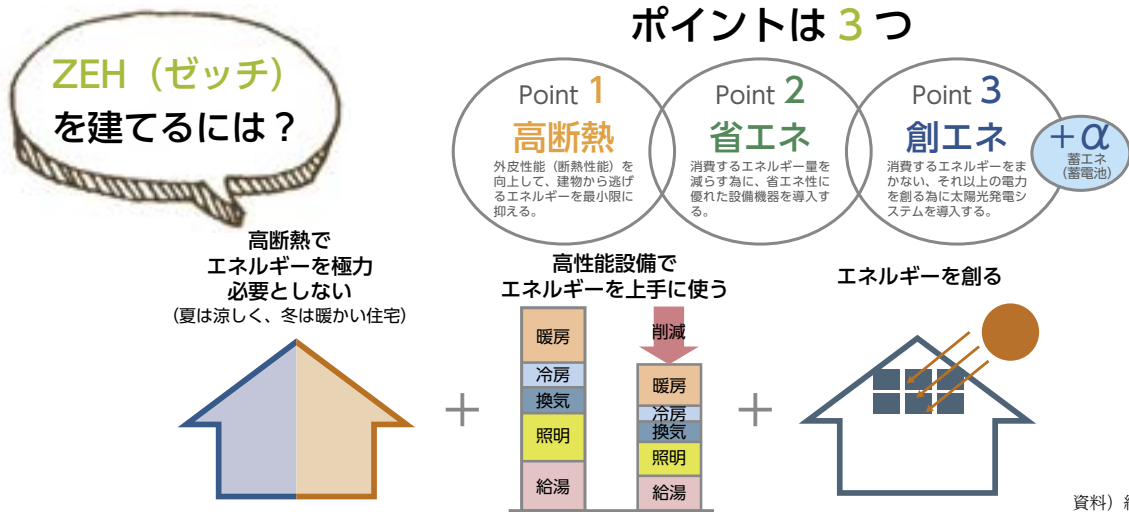 ZEH（ゼッチ）
を建てるには？
ポイントは 3 つ
Point 1
高断熱
外皮性能（断熱性能）を
向上して、建物から逃げ
るエネルギーを最小限に
抑える。
Point 2
省エネ
消費するエネルギー量を
減らす為に、省エネ性に
優れた設備機器を導入す
る。
Point 3
創エネ
消費するエネルギーをま
かない、それ以上の電力
を創る為に太陽光発電シ
ステムを導入する。
+α
蓄エネ
（蓄電池）
高断熱で
エネルギーを極力
必要としない
（夏は涼しく、冬は暖かい住宅）
+
高性能設備で
エネルギーを上手に使う
暖房
冷房
換気
照明
給湯
削減
暖房
冷房
換気
照明
給湯
+
エネルギーを創る
資料）